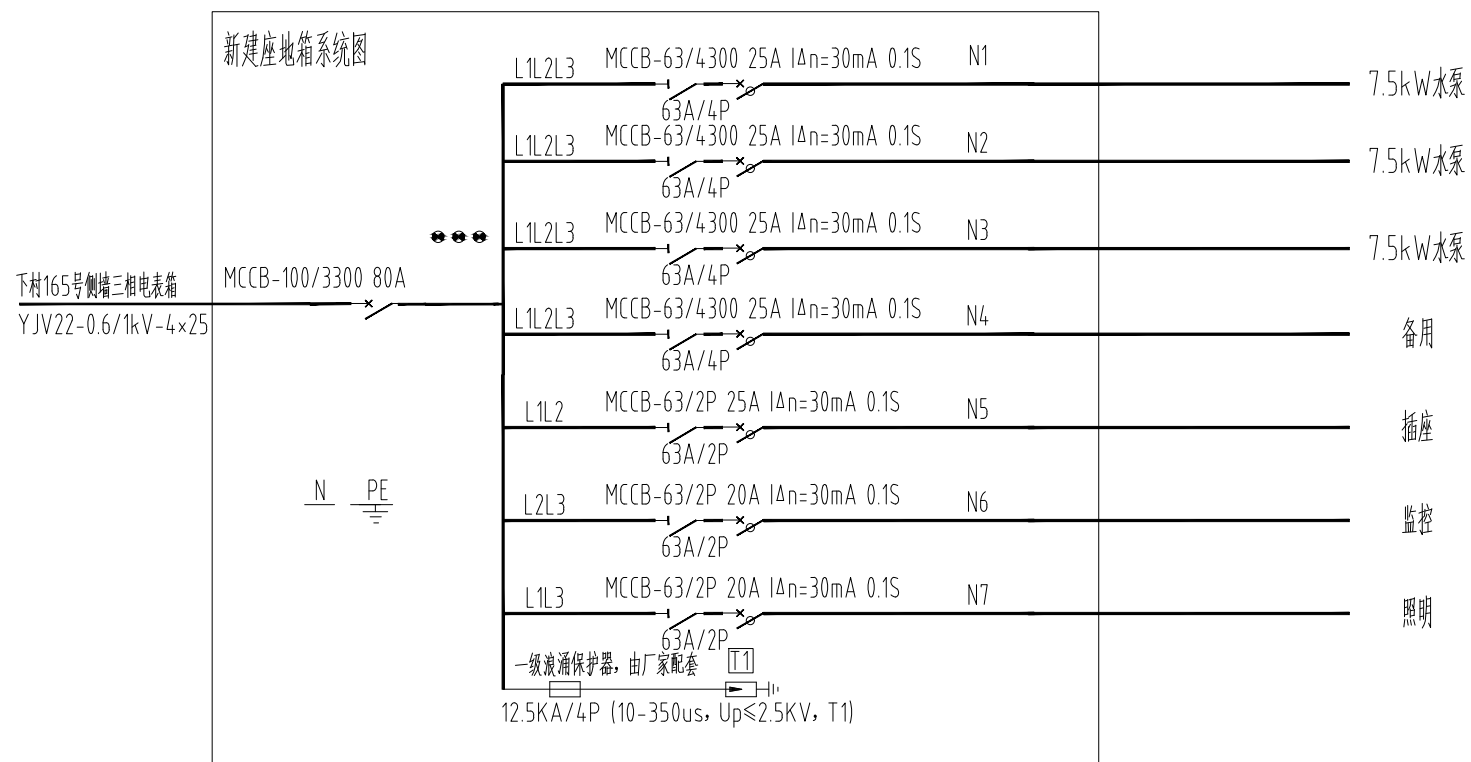 新建座地箱系统图
L1L2L3 MCCB-63/4300 25A IΔn=30mA 0.1S N1 7.5kW水泵
63A/4P
L1L2L3 MCCB-63/4300 25A IΔn=30mA 0.1S N2 7.5kW水泵
63A/4P
L1L2L3 MCCB-63/4300 25A IΔn=30mA 0.1S N3 7.5kW水泵
63A/4P
下村165号侧墙三相电表箱 MCCB-100/3300 80A
YJV22-0.6/1kV-4×25
L1L2L3 MCCB-63/4300 25A IΔn=30mA 0.1S N4 备用
63A/4P
L1L2 MCCB-63/2P 25A IΔn=30mA 0.1S N5 插座
63A/2P
N PE
L2L3 MCCB-63/2P 20A IΔn=30mA 0.1S N6 监控
63A/2P
L1L3 MCCB-63/2P 20A IΔn=30mA 0.1S N7 照明
63A/2P
一级浪涌保护器，由厂家配套 T1
12.5KA/4P (10-350us，Up≤2.5KV，T1)